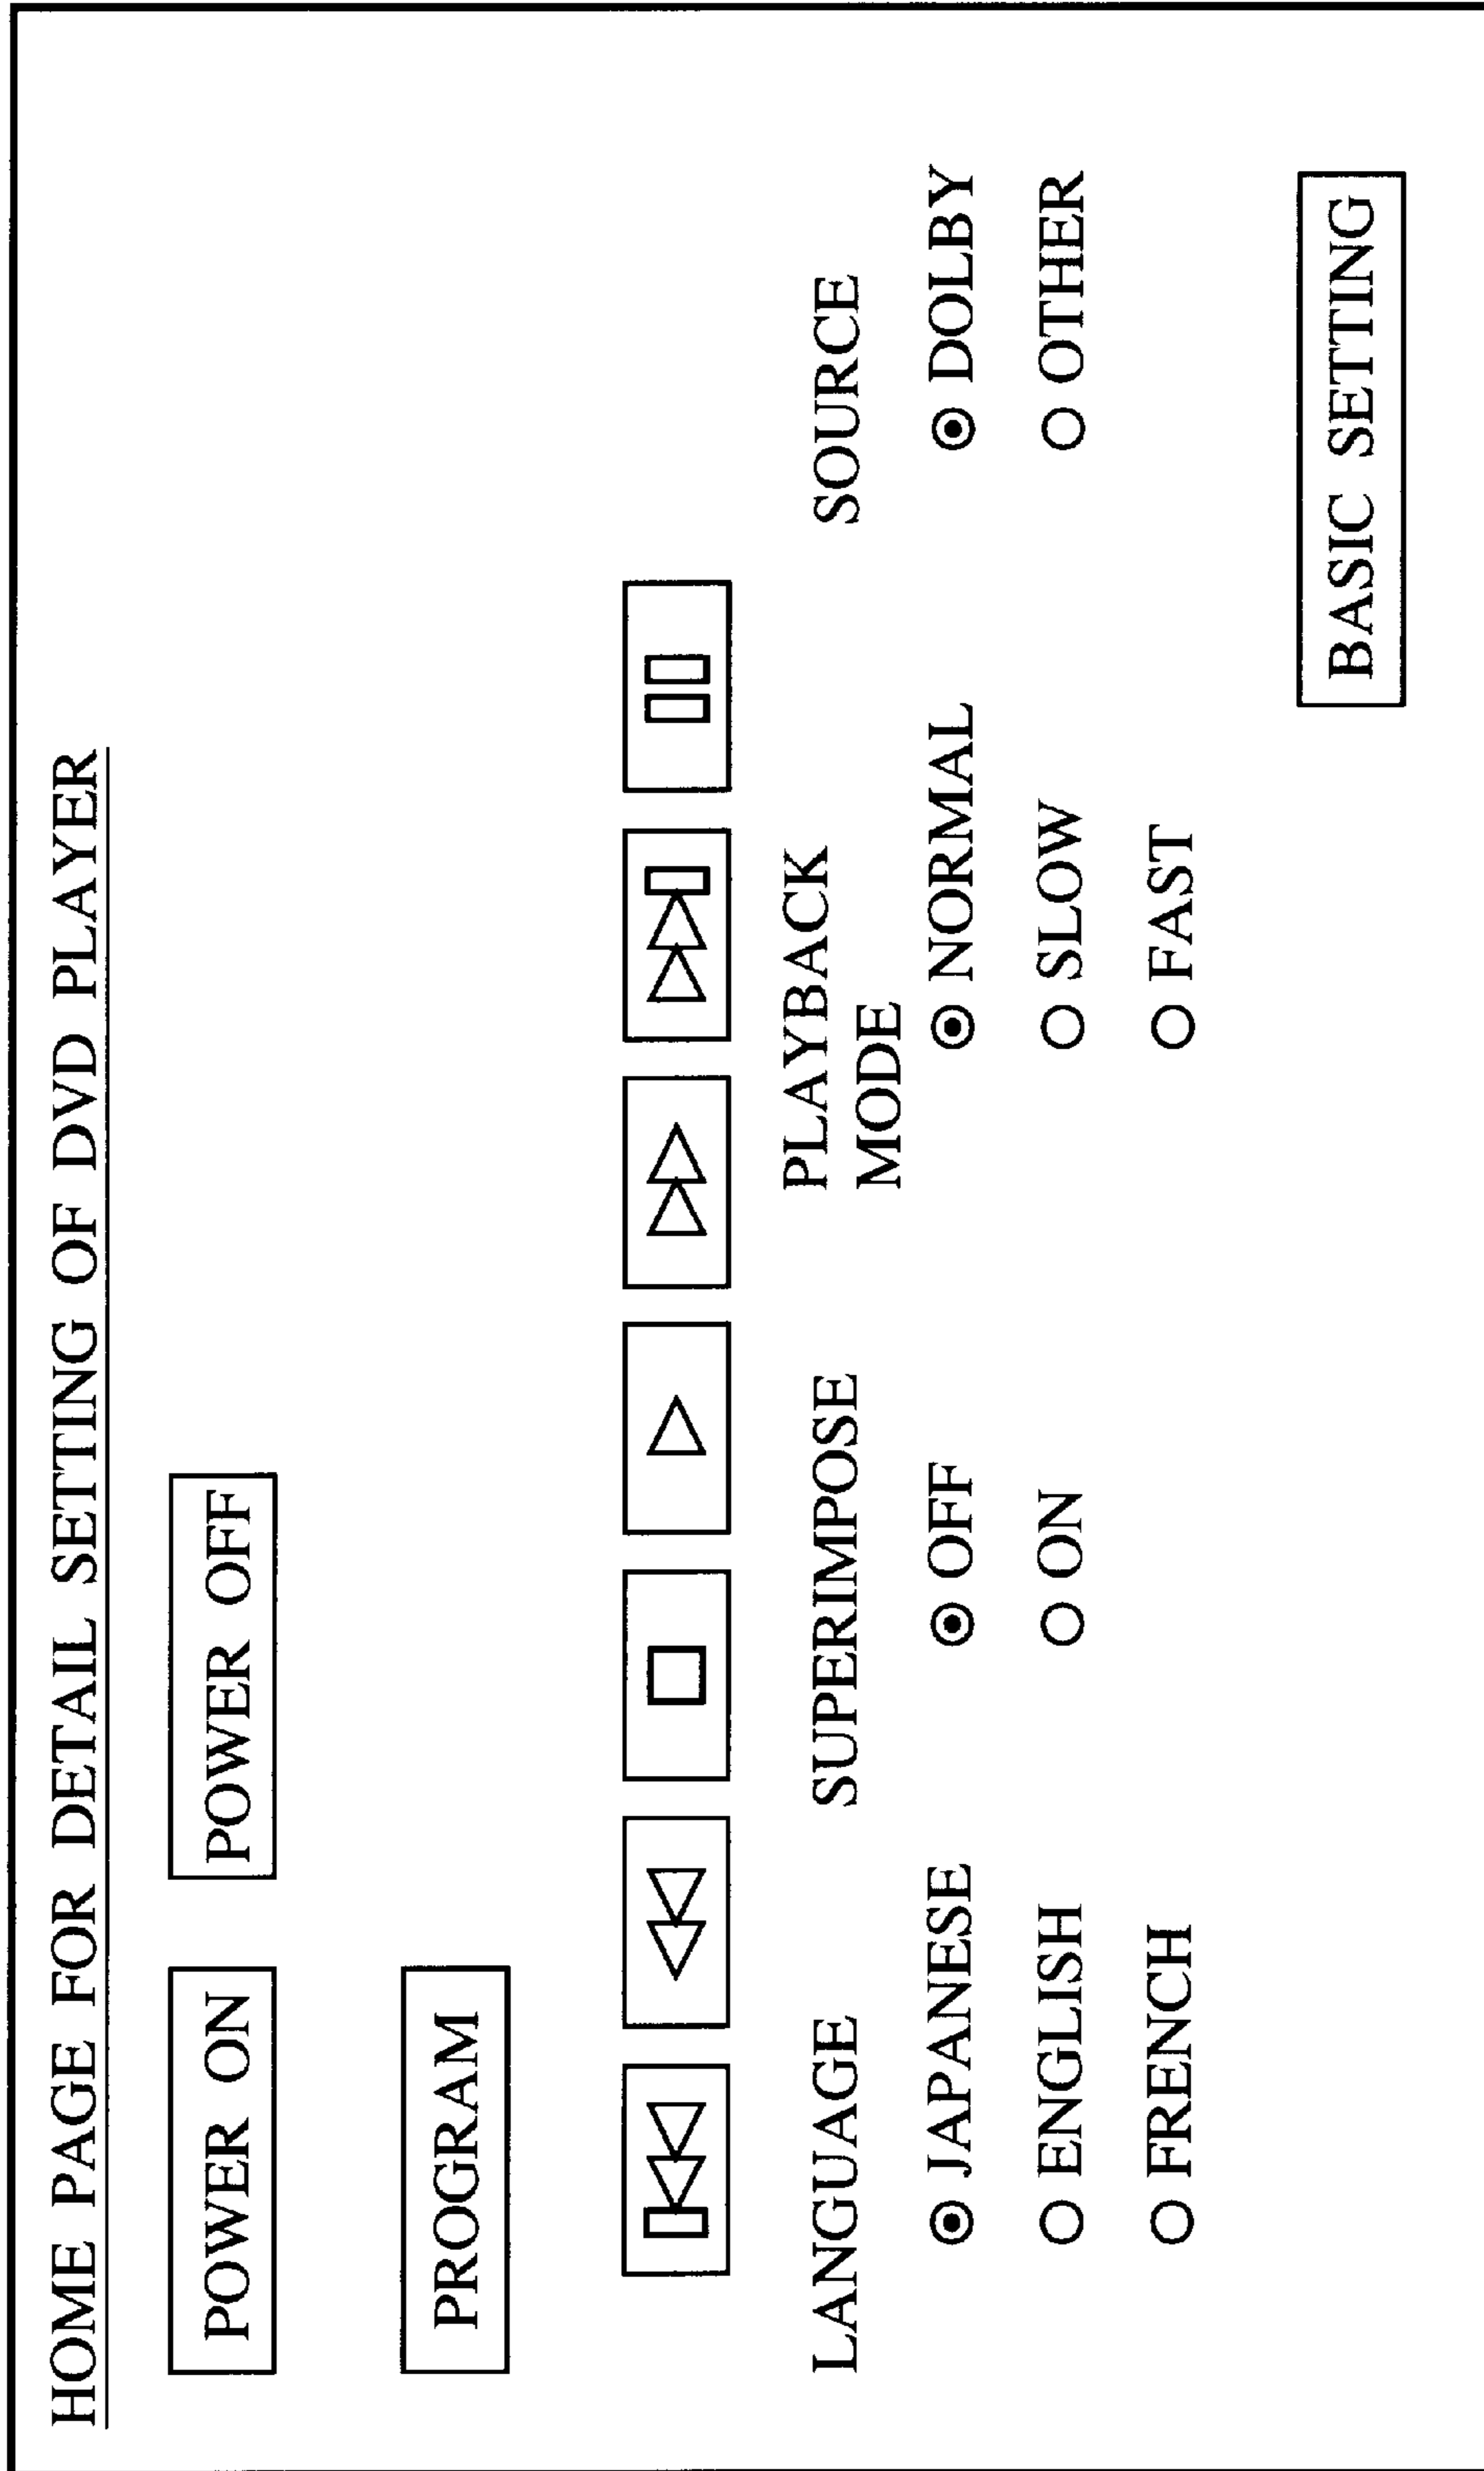 HOME PAGE FOR DETAIL SETTING OF DVD PLAYER
POWER ON
POWER OFF
PROGRAM
LANGUAGE
JAPANESE
ENGLISH
FRENCH
SUPERIMPOSE
OFF
ON
PLAYBACK
MODE
NORMAL
SLOW
FAST
SOURCE
DOLBY
OTHER
BASIC SETTING